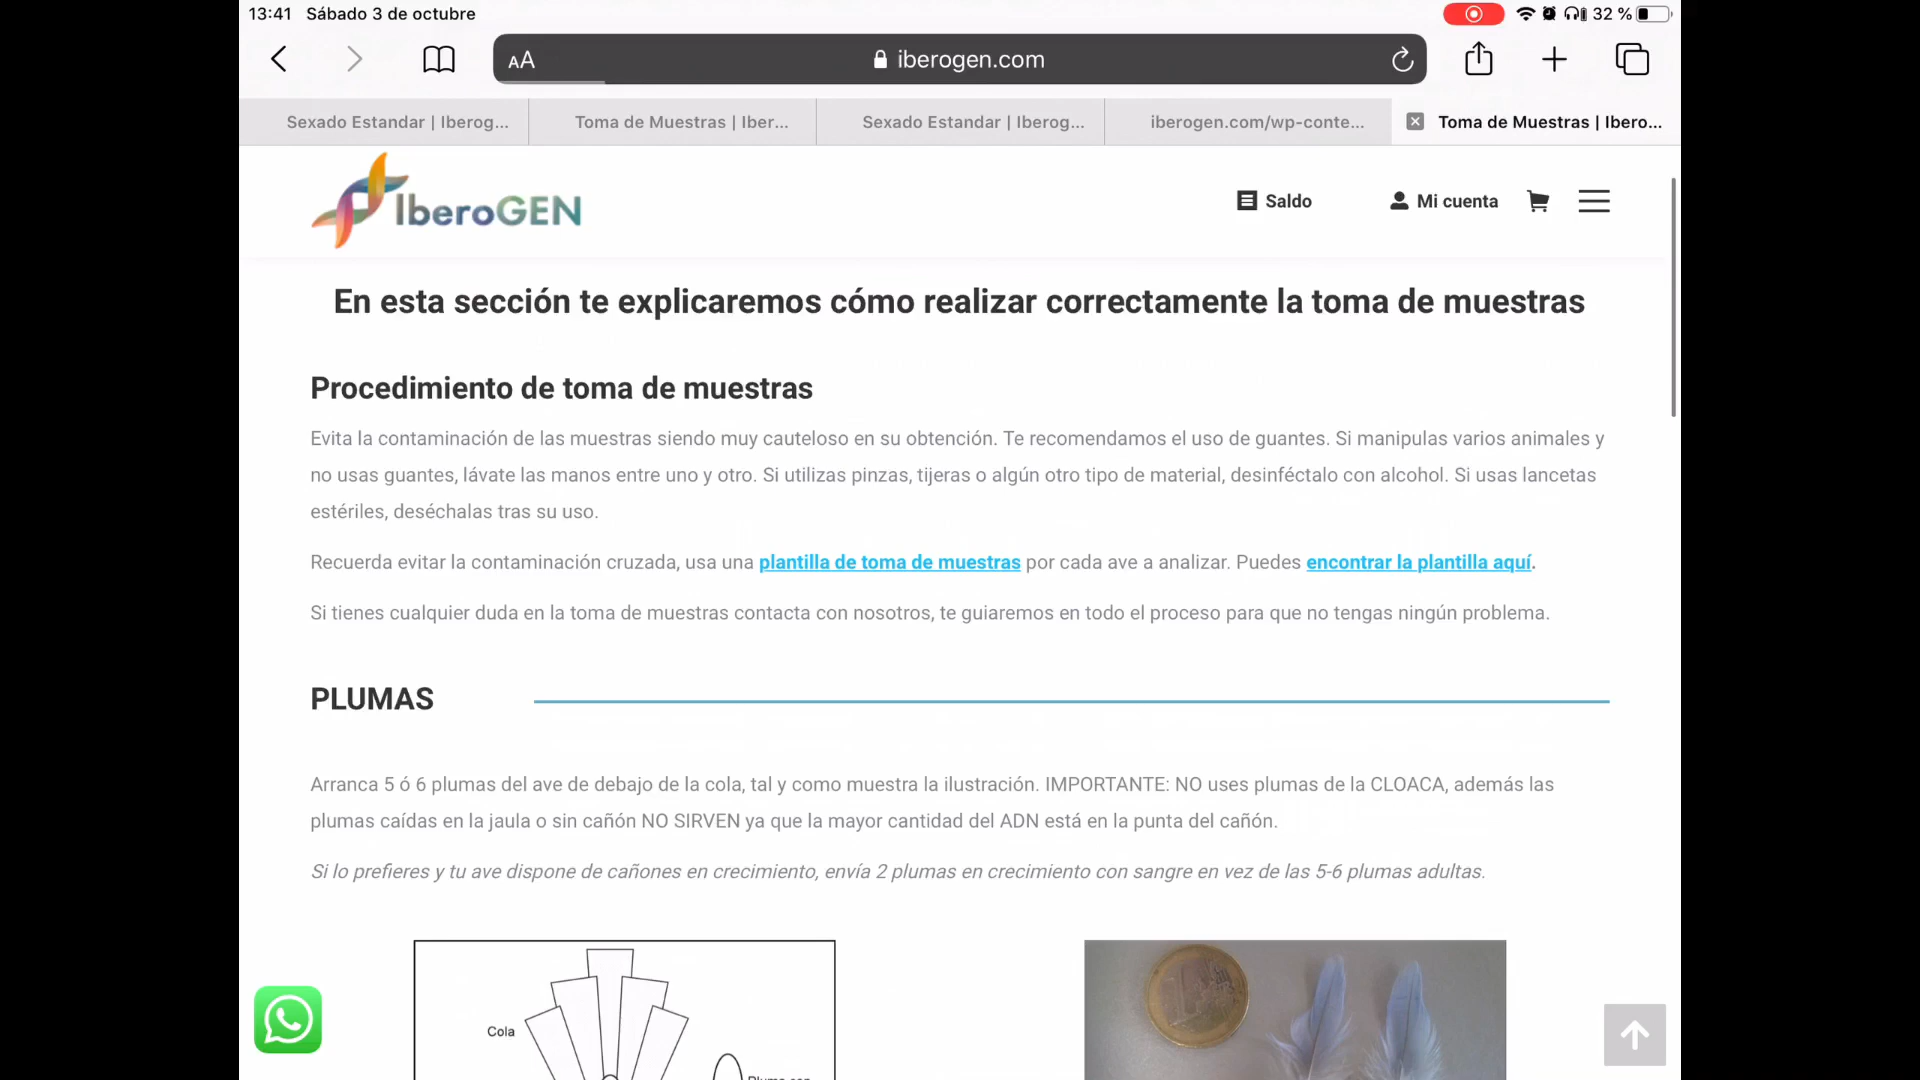 13:41 Sábado 3 de octubre
32 %
AA
iberogen.com
Sexado Estandar | Iberog...
Toma de Muestras | Iber...
Sexado Estandar | Iberog...
iberogen.com/wp-conte...
Toma de Muestras | Ibero...
IberoGEN
Saldo
Mi cuenta
En esta sección te explicaremos cómo realizar correctamente la toma de muestras
Procedimiento de toma de muestras
Evita la contaminación de las muestras siendo muy cauteloso en su obtención. Te recomendamos el uso de guantes. Si manipulas varios animales y
no usas guantes, lávate las manos entre uno y otro. Si utilizas pinzas, tijeras o algún otro tipo de material, desinféctalo con alcohol. Si usas lancetas
estériles, deséchalas tras su uso.
Recuerda evitar la contaminación cruzada, usa una plantilla de toma de muestras por cada ave a analizar. Puedes encontrar la plantilla aquí.
Si tienes cualquier duda en la toma de muestras contacta con nosotros, te guiaremos en todo el proceso para que no tengas ningún problema.
PLUMAS
Arranca 5 ó 6 plumas del ave de debajo de la cola, tal y como muestra la ilustración. IMPORTANTE: NO uses plumas de la CLOACA, además las
plumas caídas en la jaula o sin cañón NO SIRVEN ya que la mayor cantidad del ADN está en la punta del cañón.
Si lo prefieres y tu ave dispone de cañones en crecimiento, envía 2 plumas en crecimiento con sangre en vez de las 5-6 plumas adultas.
Cola